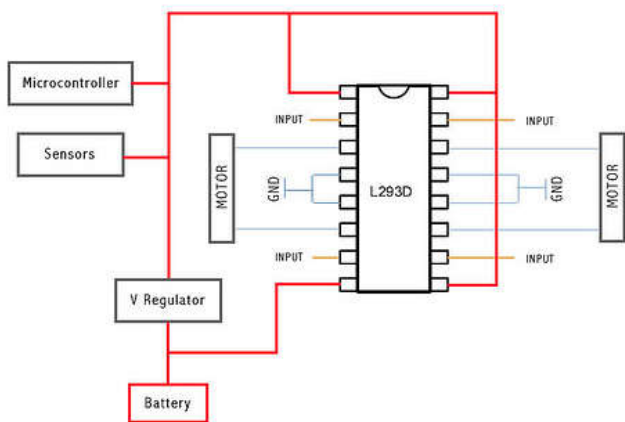 Microcontroller
INPUT
INPUT
Sensors
MOTOR
GND
L293D
GND
MOTOR
INPUT
INPUT
V Regulator
Battery